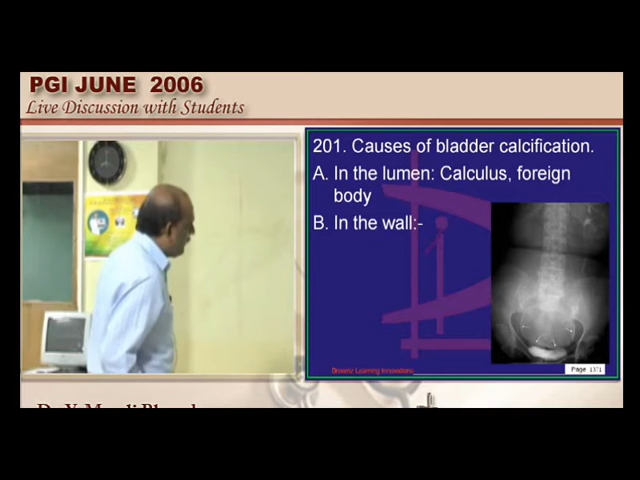 PGI JUNE 2006
Live Discussion with Students
201. Causes of bladder calcification.
A. In the lumen: Calculus, foreign
body
B. In the wall:-
Page 1371